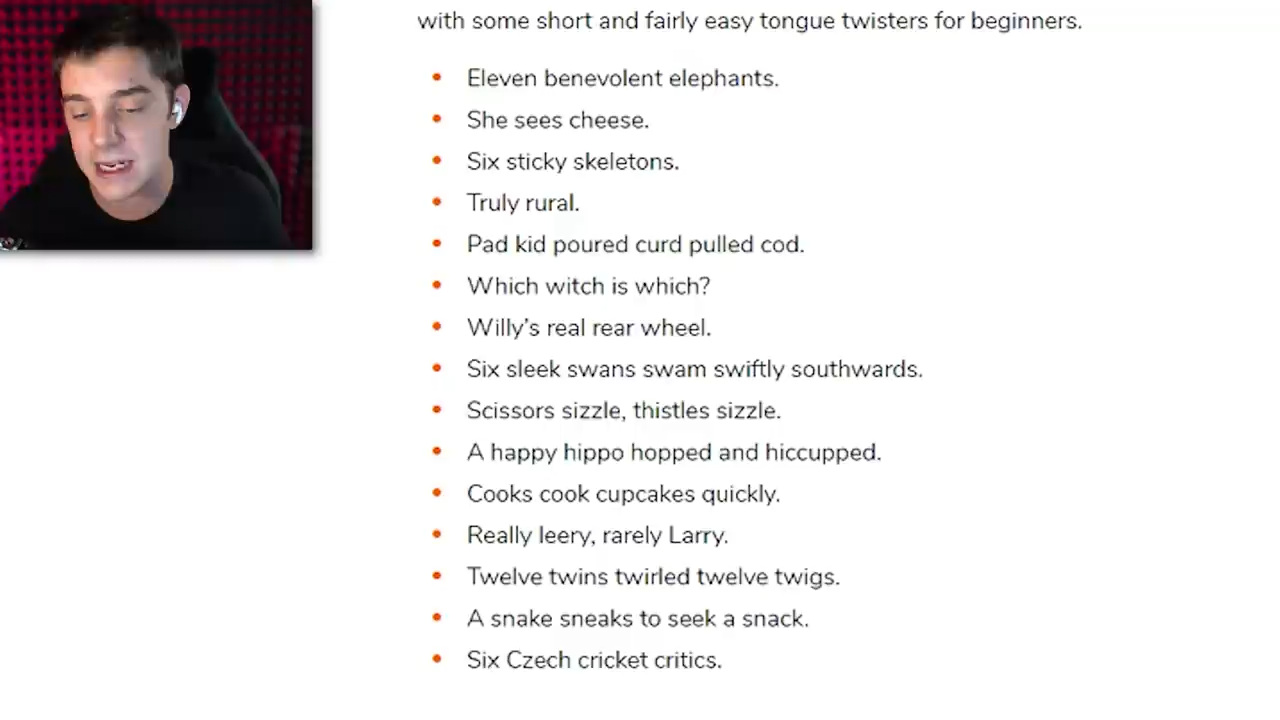 with some short and fairly easy tongue twisters for beginners.
Eleven benevolent elephants.
She sees cheese.
Six sticky skeletons.
Truly rural.
Pad kid poured curd pulled cod.
Which witch is which?
Willy’s real rear wheel.
Six sleek swans swam swiftly southwards.
Scissors sizzle, thistles sizzle.
A happy hippo hopped and hiccupped.
Cooks cook cupcakes quickly.
Really leery, rarely Larry.
Twelve twins twirled twelve twigs.
A snake sneaks to seek a snack.
Six Czech cricket critics.